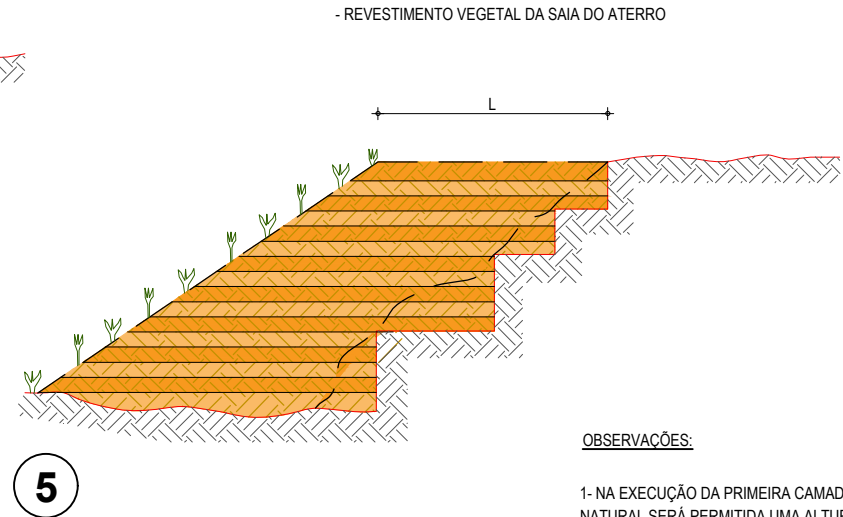 - REVESTIMENTO VEGETAL DA SAIA DO ATERRO
L
OBSERVAÇÕES:
5
1- NA EXECUÇÃO DA PRIMEIRA CAMAD
NATURAL SERÁ PERMITIDA UMA ALTUR